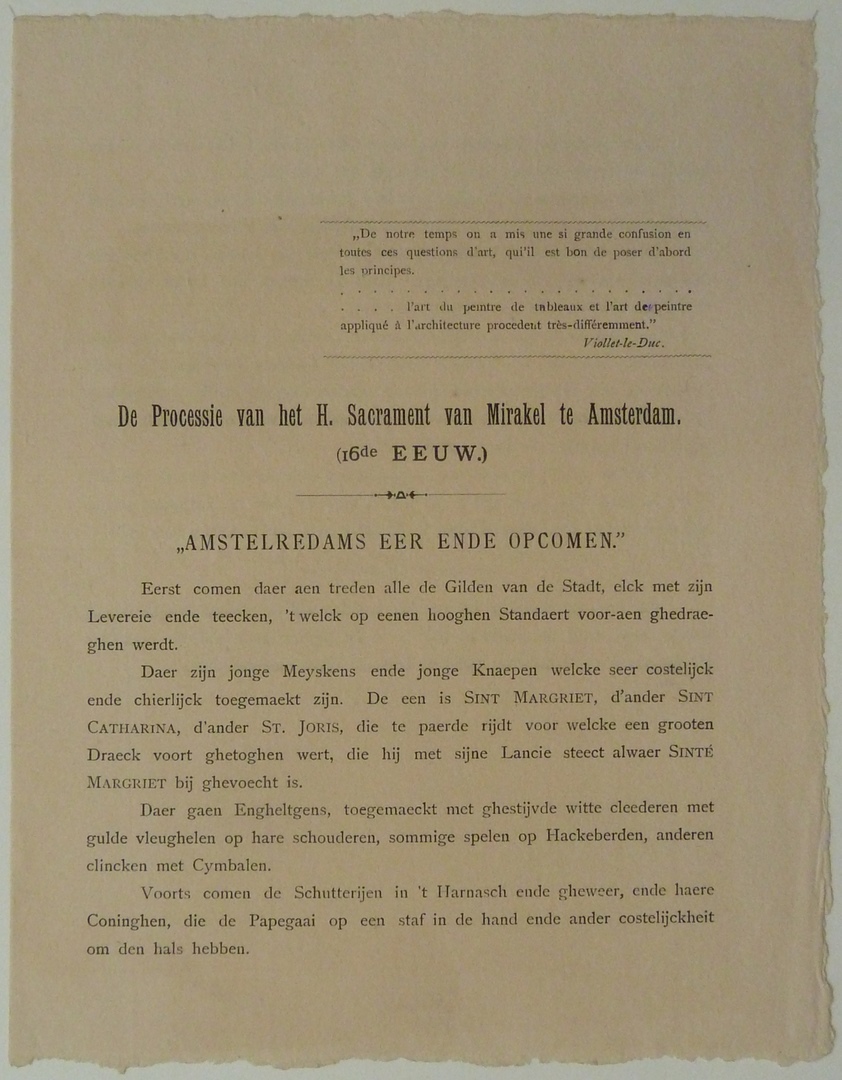 „De notre temps on a mis une si grande confusion en
toutes ces questions d'art, qui'il est bon de poser d'abord
les principes.
. . . . . . . . . . . . . . . . . . . . .
. . . . l'art du peintre de tableaux et l'art de peintre
appliqué à l'architecture procedent très-différemment."
Viollet-le-Duc.
De Processie van het H. Sacrament van Mirakel te Amsterdam.
(16de EEUW.)
„AMSTELREDAMS EER ENDE OPCOMEN."
Eerst comen daer aen treden alle de Gilden van de Stadt, elck met zijn
Levereie ende teecken, 't welck op eenen hooghen Standaert voor-aen ghedrae-
ghen werdt.
Daer zijn jonge Meyskens ende jonge Knaepen welcke seer costelijck
ende chierlijck toegemaekt zijn. De een is SINT MARGRIET, d'ander SINT
CATHARINA, d'ander ST. JORIS, die te paerde rijdt voor welcke een grooten
Draeck voort ghetoghen wert, die hij met sijne Lancie steect alwaer SINTÉ
MARGRIET bij ghevoecht is.
Daer gaen Engheltgens, toegemaeckt met ghestijvde witte cleederen met
gulde vleughelen op hare schouderen, sommige spelen op Hackeberden, anderen
clincken met Cymbalen.
Voorts comen de Schutterijen in 't Harnasch ende gheweer, ende haere
Coninghen, die de Papegaai op een staf in de hand ende ander costelijckheit
om den hals hebben.